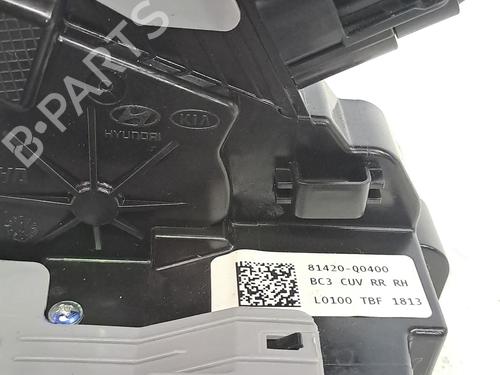 B-PARTS
HYUNDAI
KIA
81420-Q0400
BC3 CUV RR RH
L0100 TBF 1813